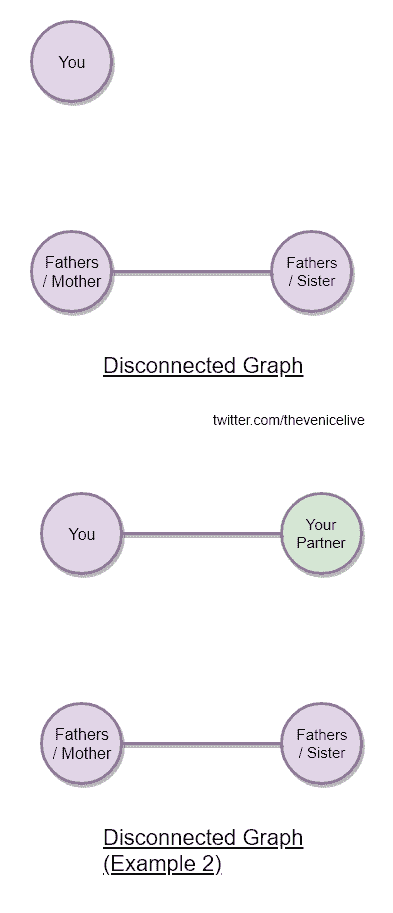 You
Fathers
/ Mother
Fathers
/ Sister
Disconnected Graph
twitter.com/thevenicelive
You
Your
Partner
Fathers
/ Mother
Fathers
/ Sister
Disconnected Graph
(Example 2)